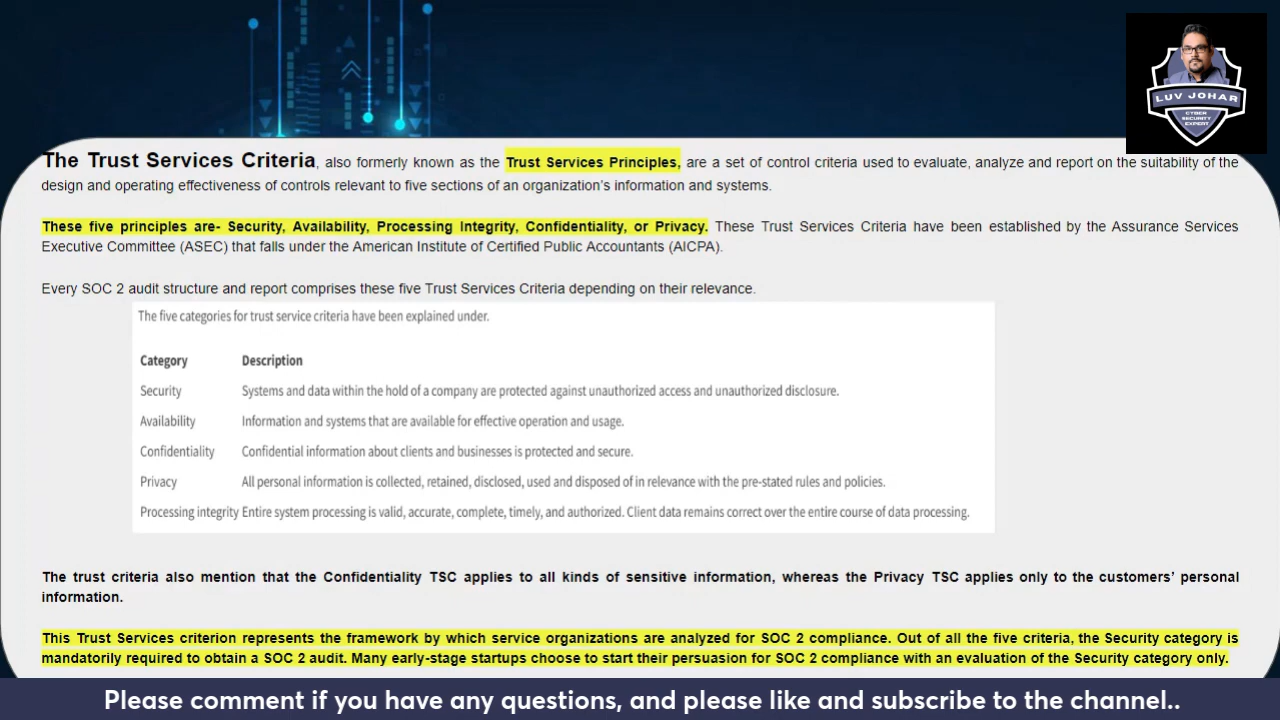 LUV JOHAR
CYBER
SECURITY
EXPERT
The Trust Services Criteria, also formerly known as the Trust Services Principles, are a set of control criteria used to evaluate, analyze and report on the suitability of the
design and operating effectiveness of controls relevant to five sections of an organization's information and systems.
These five principles are- Security, Availability, Processing Integrity, Confidentiality, or Privacy. These Trust Services Criteria have been established by the Assurance Services
Executive Committee (ASEC) that falls under the American Institute of Certified Public Accountants (AICPA).
Every SOC 2 audit structure and report comprises these five Trust Services Criteria depending on their relevance.
The five categories for trust service criteria have been explained under.
Category Description
Security Systems and data within the hold of a company are protected against unauthorized access and unauthorized disclosure.
Availability Information and systems that are available for effective operation and usage.
Confidentiality Confidential information about clients and businesses is protected and secure.
Privacy All personal information is collected, retained, disclosed, used and disposed of in relevance with the pre-stated rules and policies.
Processing integrity Entire system processing is valid, accurate, complete, timely, and authorized. Client data remains correct over the entire course of data processing.
The trust criteria also mention that the Confidentiality TSC applies to all kinds of sensitive information, whereas the Privacy TSC applies only to the customers' personal
information.
This Trust Services criterion represents the framework by which service organizations are analyzed for SOC 2 compliance. Out of all the five criteria, the Security category is
mandatorily required to obtain a SOC 2 audit. Many early-stage startups choose to start their persuasion for SOC 2 compliance with an evaluation of the Security category only.
Please comment if you have any questions, and please like and subscribe to the channel..